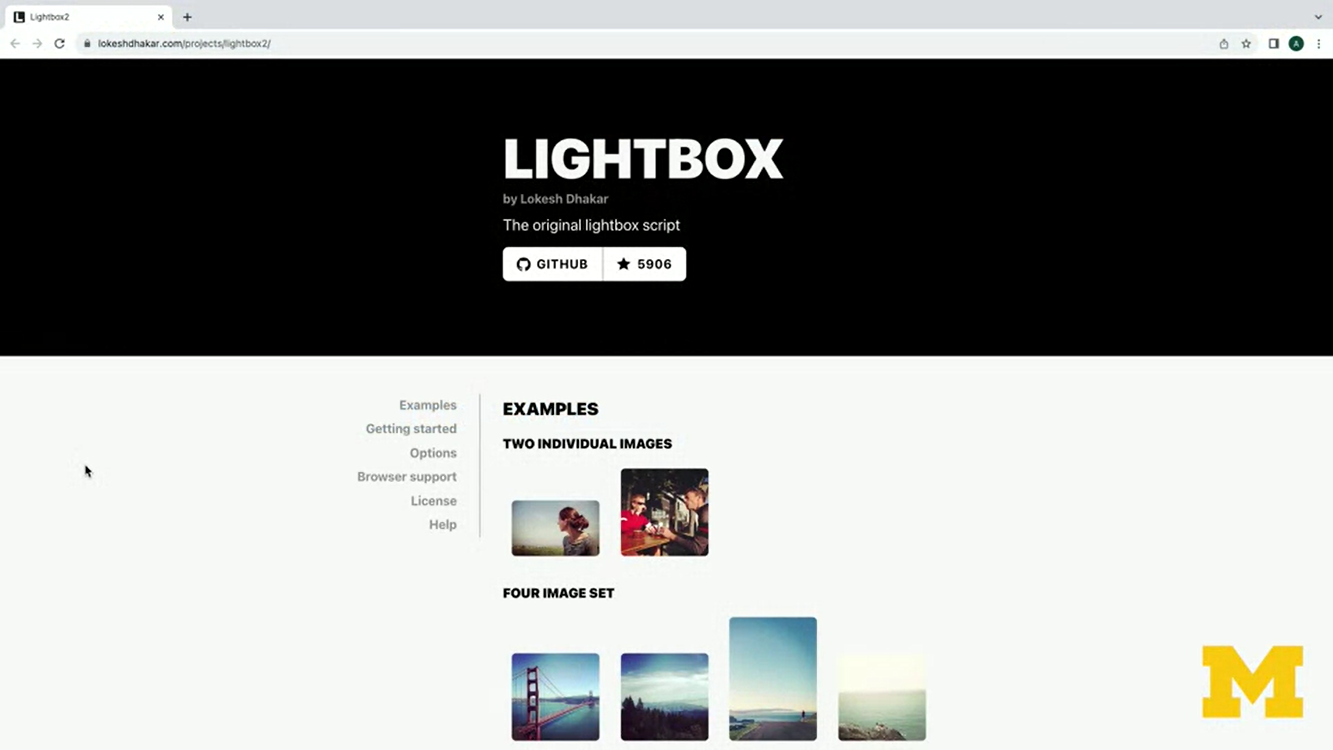 Lightbox2
lokeshdhakar.com/projects/lightbox2/
A
LIGHTBOX
by Lokesh Dhakar
The original lightbox script
GITHUB
5906
Examples
Getting started
Options
Browser support
License
Help
EXAMPLES
TWO INDIVIDUAL IMAGES
FOUR IMAGE SET
M